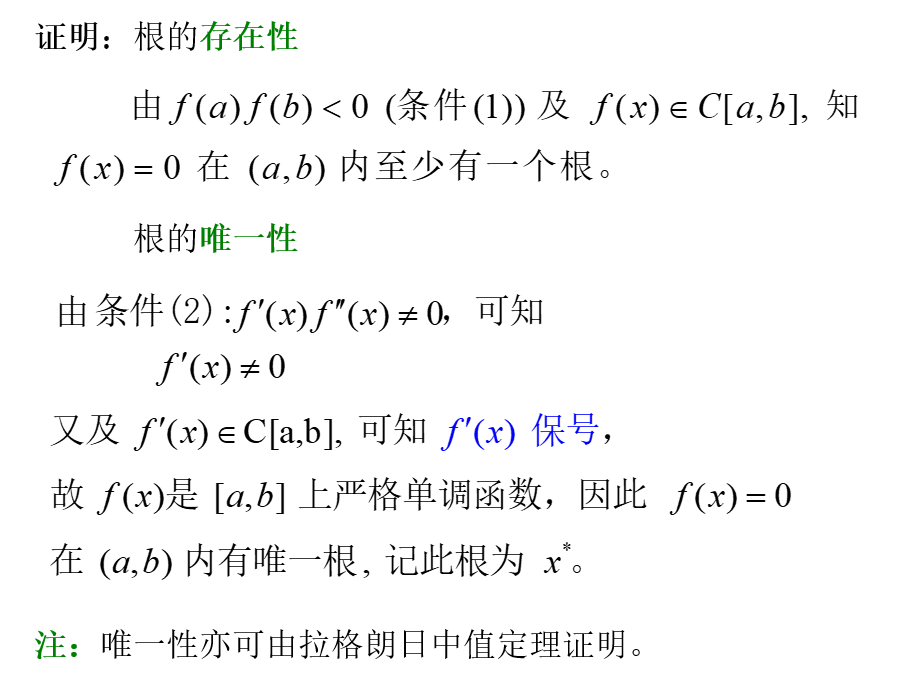 证明：根的存在性
由 f(a)f(b) < 0 (条件(1)) 及 f(x) ∈ C[a,b], 知
f(x) = 0 在 (a,b) 内至少有一个根。
根的唯一性
由条件(2):f′(x)f″(x) ≠ 0，可知
f′(x) ≠ 0
又及 f′(x) ∈ C[a,b], 可知 f′(x) 保号，
故 f(x)是 [a,b] 上严格单调函数，因此 f(x) = 0
在 (a,b) 内有唯一根, 记此根为 x*。
注：唯一性亦可由拉格朗日中值定理证明。